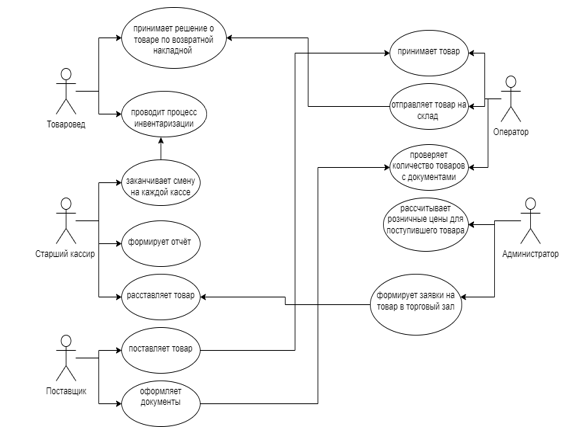 принимает решение о
товаре по возвратной
накладной
Товаровед
проводит процесс
инвентаризации
заканчивает смену
на каждой кассе
Старший кассир
формирует отчёт
расставляет товар
поставляет товар
Поставщик
оформляет
документы
принимает товар
отправляет товар на
склад
Оператор
проверяет
количество товаров
с документами
рассчитывает
розничные цены для
поступившего товара
Администратор
формирует заявки на
товар в торговый зал